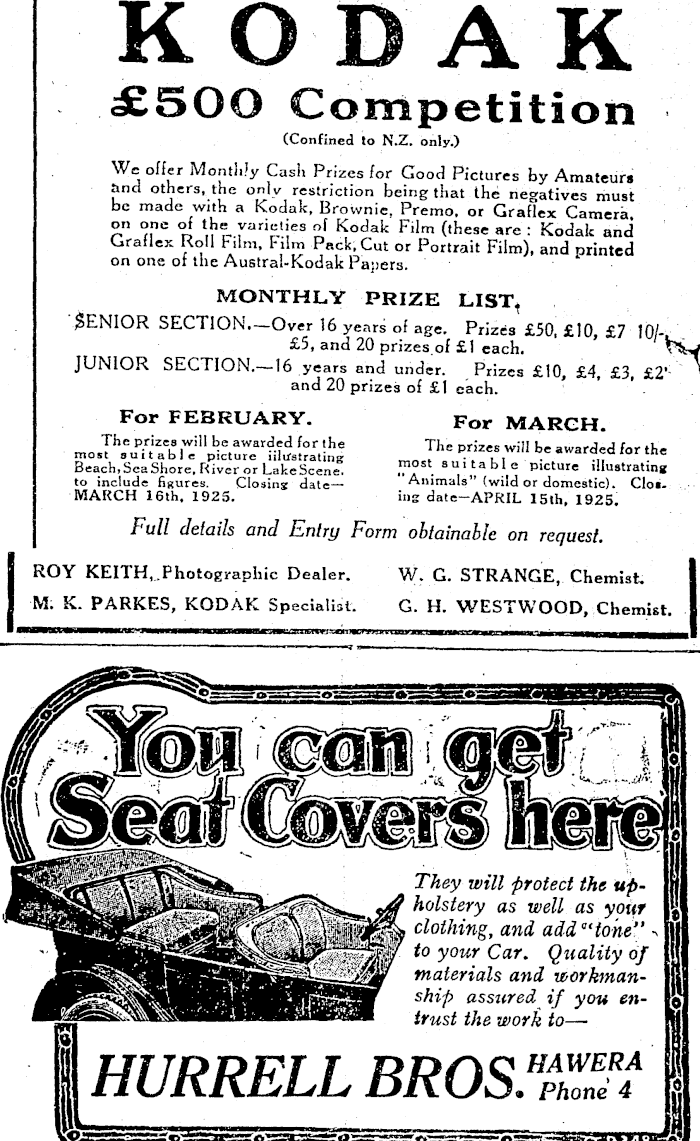 KODAK
£500 Competition
(Confined to N.Z. only.)
We offer Monthly Cash Prizes for Good Pictures by Amateurs
and others, the only restriction being that the negatives must
be made with a Kodak, Brownie, Premo, or Graflex Camera,
on one of the varieties of Kodak Film (these are : Kodak and
Graflex Roll Film, Film Pack, Cut or Portrait Film), and printed
on one of the Austral-Kodak Papers.
MONTHLY PRIZE LIST.
SENIOR SECTION.—Over 16 years of age. Prizes £50, £10, £7 10/-,
£5, and 20 prizes of £1 each.
JUNIOR SECTION.—16 years and under. Prizes £10, £4, £3, £2
and 20 prizes of £1 each.
For FEBRUARY.
The prizes will be awarded for the
most suitable picture illustrating
Beach, Sea Shore, River or Lake Scene.
to include figures. Closing date—
MARCH 16th, 1925.
For MARCH.
The prizes will be awarded for the
most suitable picture illustrating
"Animals" (wild or domestic). Clos-
ing date—APRIL 15th, 1925.
Full details and Entry Form obtainable on request.
ROY KEITH, Photographic Dealer.
M. K. PARKES, KODAK Specialist.
W. G. STRANGE, Chemist.
G. H. WESTWOOD, Chemist.
You can get
Seat Covers here
They will protect the up-
holstery as well as your
clothing, and add "tone"
to your Car. Quality of
materials and workman-
ship assured if you en-
trust the work to—
HURRELL BROS. HAWERA
Phone 4